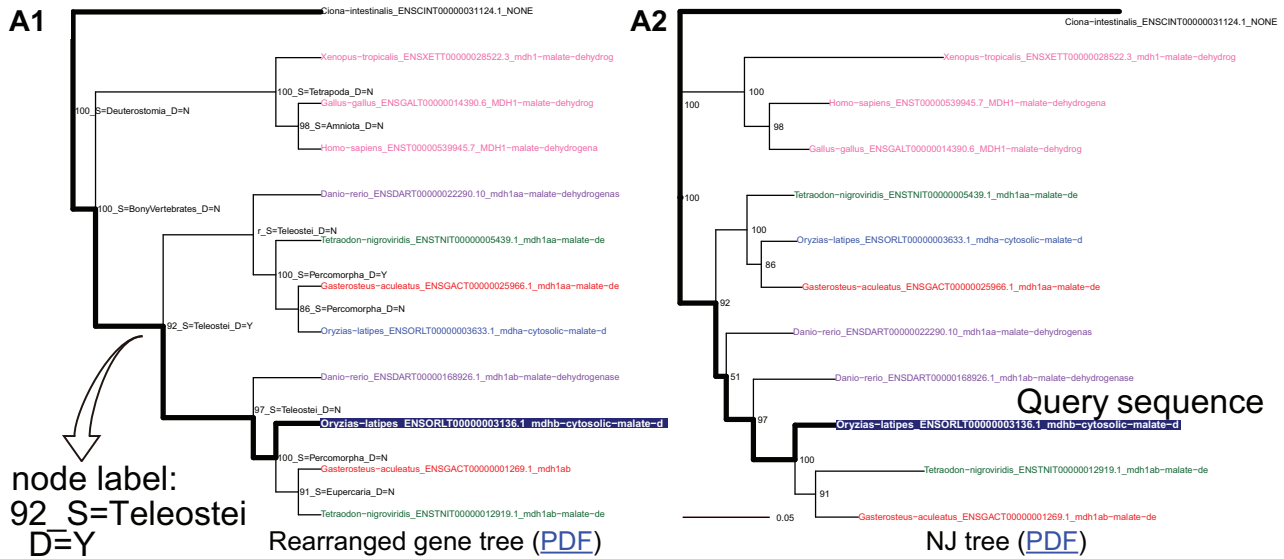 A1
Ciona-intestinalis_ENSCINT00000031124.1_NONE
Xenopus-tropicalis_ENSXETT00000028522.3_mdh1-malate-dehydrog
100_S=Tetrapoda_D=N
Gallus-gallus_ENSGALT00000014390.6_MDH1-malate-dehydrog
100_S=Deuterostomia_D=N
98_S=Amniota_D=N
Homo-sapiens_ENST00000539945.7_MDH1-malate-dehydrogena
Danio-rerio_ENSDART00000022290.10_mdh1aa-malate-dehydrogenas
100_S=BonyVertebrates_D=N
r_S=Teleostei_D=N
Tetraodon-nigroviridis_ENSTNIT00000005439.1_mdh1aa-malate-de
100_S=Percomorpha_D=Y
Gasterosteus-aculeatus_ENSGACT00000025966.1_mdh1aa-malate-de
86_S=Percomorpha_D=N
Oryzias-latipes_ENSORLT00000003633.1_mdha-cytosolic-malate-d
92_S=Teleostei_D=Y
Danio-rerio_ENSDART00000168926.1_mdh1ab-malate-dehydrogenase
97_S=Teleostei_D=N
Oryzias-latipes_ENSORLT00000003136.1_mdhb-cytosolic-malate-d
100_S=Percomorpha_D=N
Gasterosteus-aculeatus_ENSGACT00000001269.1_mdh1ab
91_S=Eupercaria_D=N
Tetraodon-nigroviridis_ENSTNIT00000012919.1_mdh1ab-malate-de
node label:
92_S=Teleostei
D=Y
Rearranged gene tree (PDF)
A2
Ciona-intestinalis_ENSCINT00000031124.1_NONE
Xenopus-tropicalis_ENSXETT00000028522.3_mdh1-malate-dehydrog
100
100
Homo-sapiens_ENST00000539945.7_MDH1-malate-dehydrogena
98
Gallus-gallus_ENSGALT00000014390.6_MDH1-malate-dehydrog
100
Tetraodon-nigroviridis_ENSTNIT00000005439.1_mdh1aa-malate-de
100
Oryzias-latipes_ENSORLT00000003633.1_mdha-cytosolic-malate-d
86
Gasterosteus-aculeatus_ENSGACT00000025966.1_mdh1aa-malate-de
92
Danio-rerio_ENSDART00000022290.10_mdh1aa-malate-dehydrogenas
51
Danio-rerio_ENSDART00000168926.1_mdh1ab-malate-dehydrogenase
Query sequence
97
Oryzias-latipes_ENSORLT00000003136.1_mdhb-cytosolic-malate-d
100
Tetraodon-nigroviridis_ENSTNIT00000012919.1_mdh1ab-malate-de
91
Gasterosteus-aculeatus_ENSGACT00000001269.1_mdh1ab-malate-de
0.05
NJ tree (PDF)